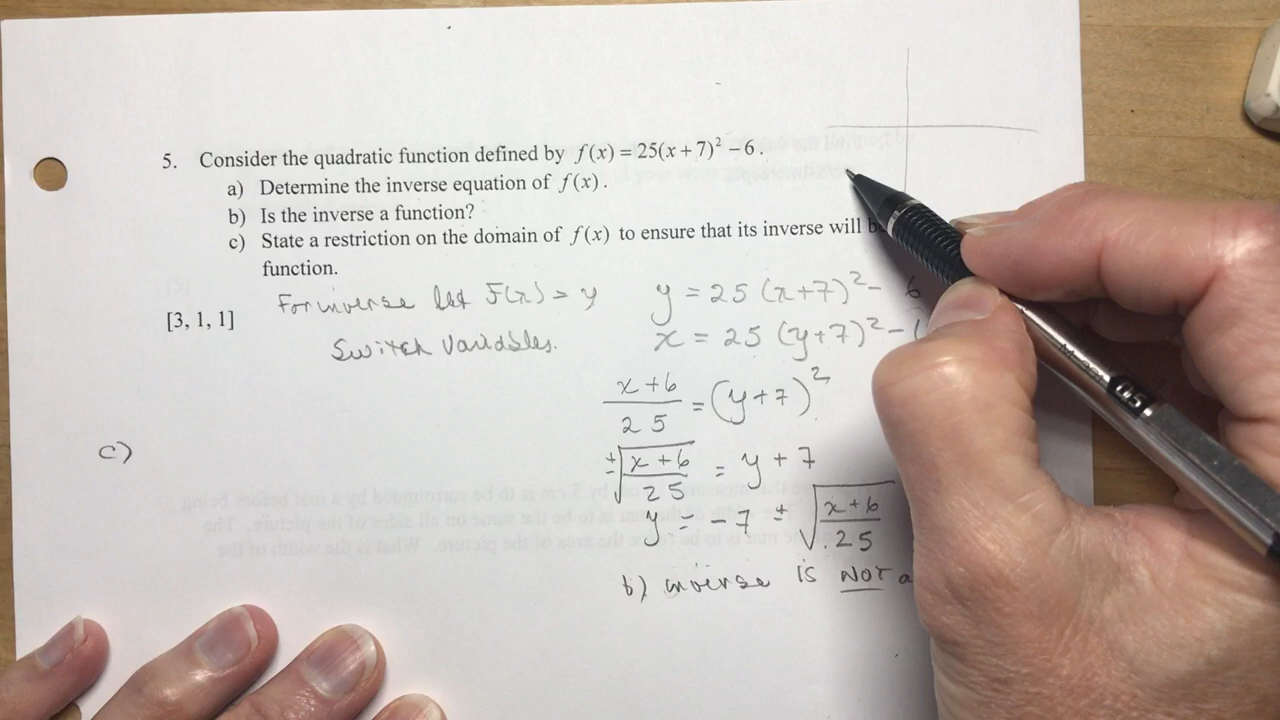 5. Consider the quadratic function defined by f(x) = 25(x + 7)² − 6.
a) Determine the inverse equation of f(x).
b) Is the inverse a function?
c) State a restriction on the domain of f(x) to ensure that its inverse will
function.
[3, 1, 1]
For inverse let F(x) = y
Switch variables.
y = 25 (x+7)² − 6
x = 25 (y+7)² −
(x+6)/25 = (y+7)²
±√((x+6)/25) = y + 7
y = −7 ± √((x+6)/25)
b) inverse is NOT a
c)
05